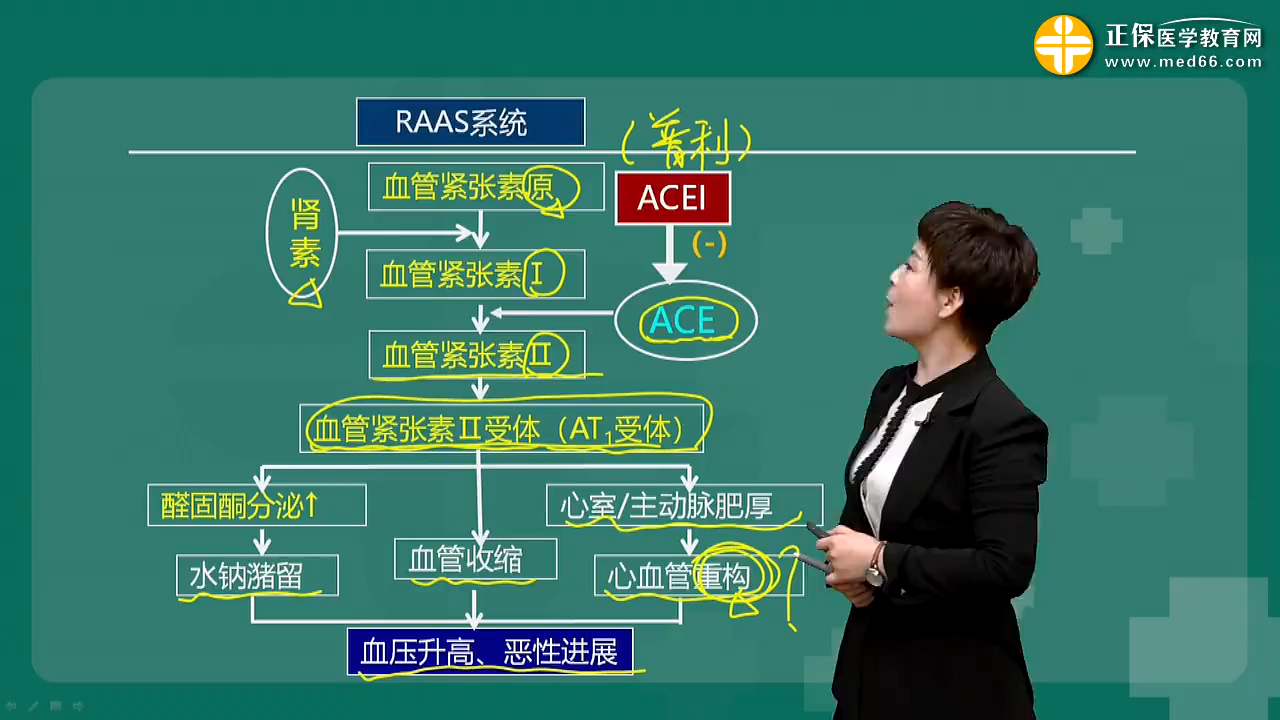 正保医学教育网
www.med66.com
RAAS系统
(普利)
血管紧张素原
ACEI
肾素
(-)
血管紧张素Ⅰ
ACE
血管紧张素Ⅱ
血管紧张素Ⅱ受体（AT1受体）
醛固酮分泌↑
心室/主动脉肥厚
血管收缩
水钠潴留
心血管重构
?
血压升高、恶性进展